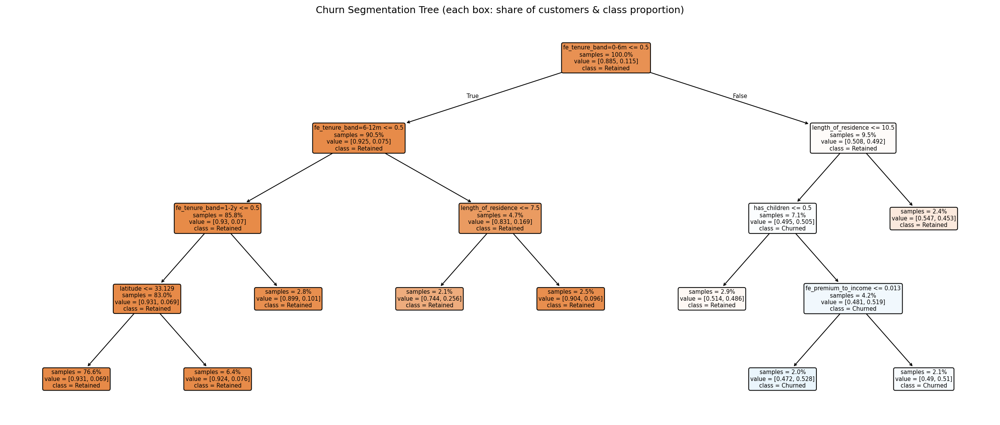 Churn Segmentation Tree (each box: share of customers & class proportion)
fe_tenure_band=0-6m <= 0.5
samples = 100.0%
value = [0.885, 0.115]
class = Retained
True
False
fe_tenure_band=6-12m <= 0.5
samples = 90.5%
value = [0.925, 0.075]
class = Retained
length_of_residence <= 10.5
samples = 9.5%
value = [0.508, 0.492]
class = Retained
fe_tenure_band=1-2y <= 0.5
samples = 85.8%
value = [0.93, 0.07]
class = Retained
length_of_residence <= 7.5
samples = 4.7%
value = [0.831, 0.169]
class = Retained
has_children <= 0.5
samples = 7.1%
value = [0.495, 0.505]
class = Churned
samples = 2.4%
value = [0.547, 0.453]
class = Retained
latitude <= 33.129
samples = 83.0%
value = [0.931, 0.069]
class = Retained
samples = 2.8%
value = [0.899, 0.101]
class = Retained
samples = 2.1%
value = [0.744, 0.256]
class = Retained
samples = 2.5%
value = [0.904, 0.096]
class = Retained
samples = 2.9%
value = [0.514, 0.486]
class = Retained
fe_premium_to_income <= 0.013
samples = 4.2%
value = [0.481, 0.519]
class = Churned
samples = 76.6%
value = [0.931, 0.069]
class = Retained
samples = 6.4%
value = [0.924, 0.076]
class = Retained
samples = 2.0%
value = [0.472, 0.528]
class = Churned
samples = 2.1%
value = [0.49, 0.51]
class = Churned